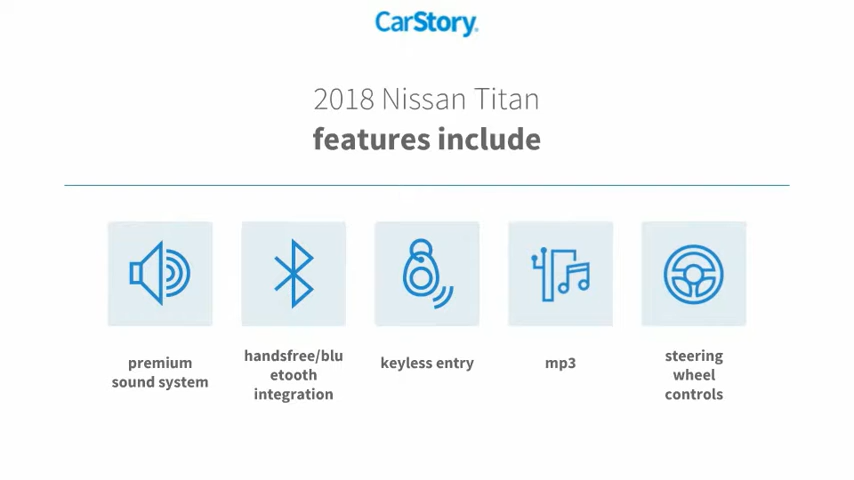 CarStory.
2018 Nissan Titan
features include
premium
sound system
handsfree/blu
etooth
integration
keyless entry
mp3
steering
wheel
controls